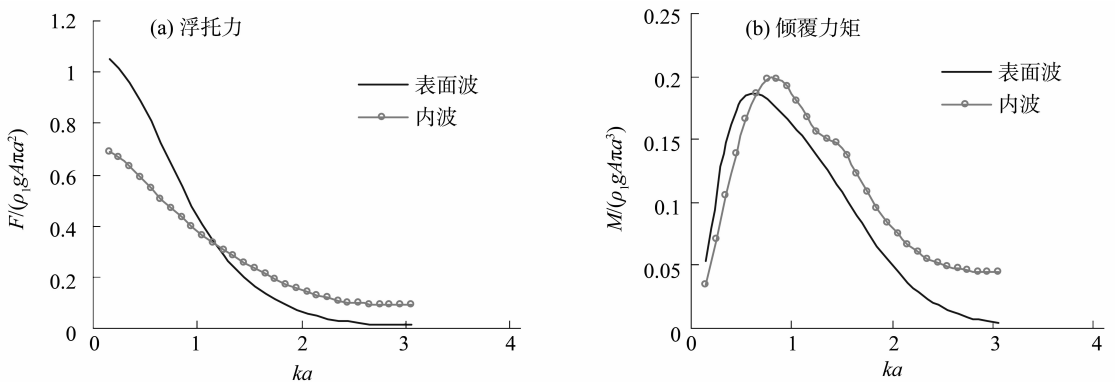 (a) 浮托力
1.2
1
0.8
0.6
0.4
0.2
0
0 1 2 3 4
F/(ρ₁gAπa²)
ka
表面波
内波
(b) 倾覆力矩
0.25
0.2
0.15
0.1
0.05
0
0 1 2 3 4
M/(ρ₁gAπa³)
ka
表面波
内波